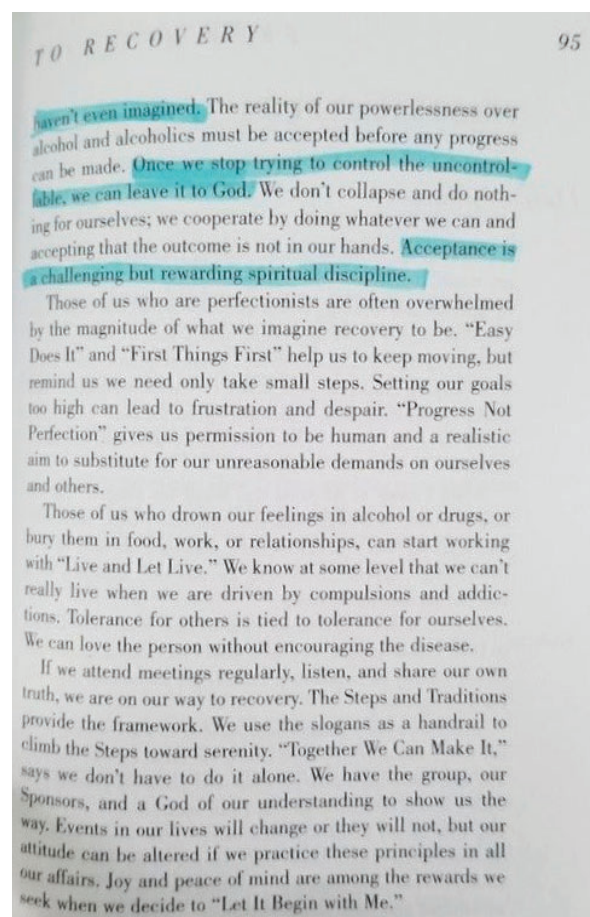 TO RECOVERY 95
haven't even imagined. The reality of our powerlessness over
alcohol and alcoholics must be accepted before any progress
can be made. Once we stop trying to control the uncontrol-
lable, we can leave it to God. We don't collapse and do noth-
ing for ourselves; we cooperate by doing whatever we can and
accepting that the outcome is not in our hands. Acceptance is
a challenging but rewarding spiritual discipline.
Those of us who are perfectionists are often overwhelmed
by the magnitude of what we imagine recovery to be. “Easy
Does It” and “First Things First” help us to keep moving, but
remind us we need only take small steps. Setting our goals
too high can lead to frustration and despair. “Progress Not
Perfection” gives us permission to be human and a realistic
aim to substitute for our unreasonable demands on ourselves
and others.
Those of us who drown our feelings in alcohol or drugs, or
bury them in food, work, or relationships, can start working
with “Live and Let Live.” We know at some level that we can't
really live when we are driven by compulsions and addic-
tions. Tolerance for others is tied to tolerance for ourselves.
We can love the person without encouraging the disease.
If we attend meetings regularly, listen, and share our own
truth, we are on our way to recovery. The Steps and Traditions
provide the framework. We use the slogans as a handrail to
climb the Steps toward serenity. “Together We Can Make It,”
says we don't have to do it alone. We have the group, our
Sponsors, and a God of our understanding to show us the
way. Events in our lives will change or they will not, but our
attitude can be altered if we practice these principles in all
our affairs. Joy and peace of mind are among the rewards we
seek when we decide to “Let It Begin with Me.”